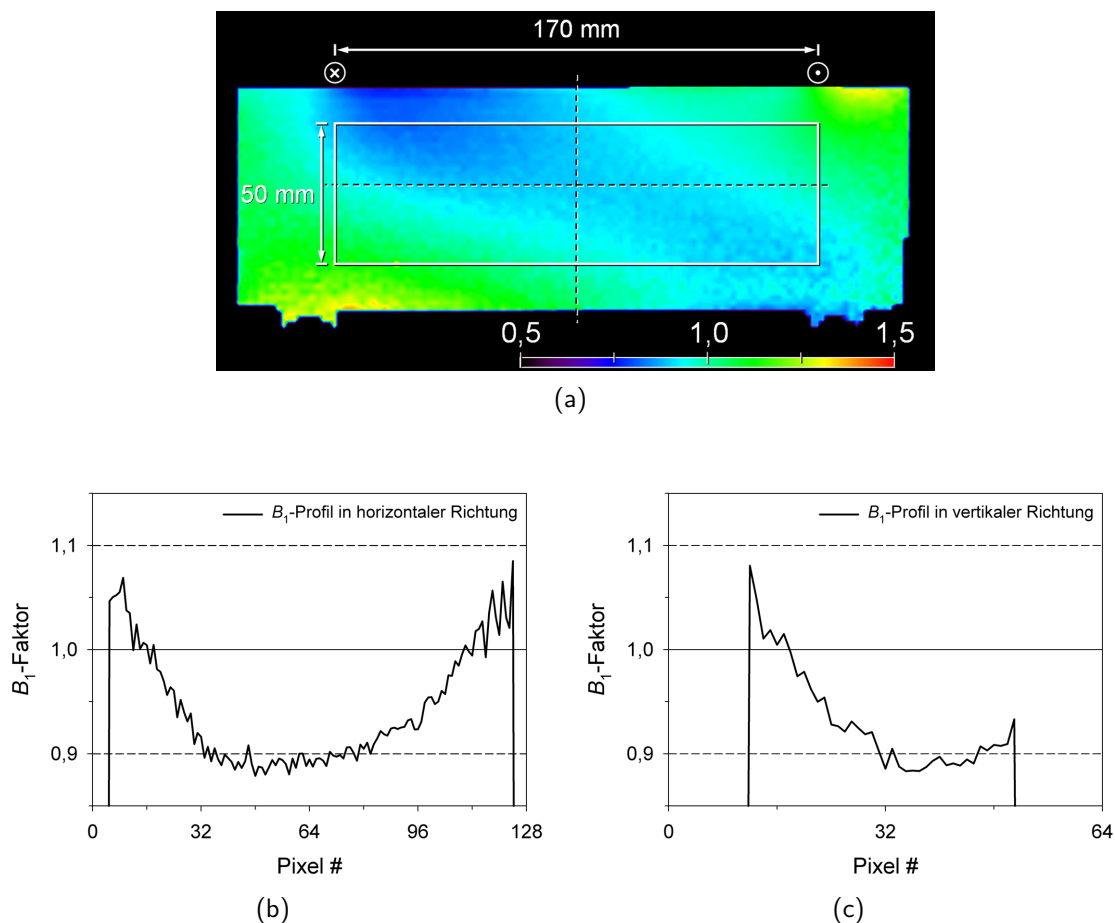 170 mm
50 mm
0,5 1,0 1,5
(a)
B₁-Profil in horizontaler Richtung
1,1
1,0
0,9
B₁-Faktor
0 32 64 96 128
Pixel #
(b)
B₁-Profil in vertikaler Richtung
1,1
1,0
0,9
B₁-Faktor
0 32 64
Pixel #
(c)